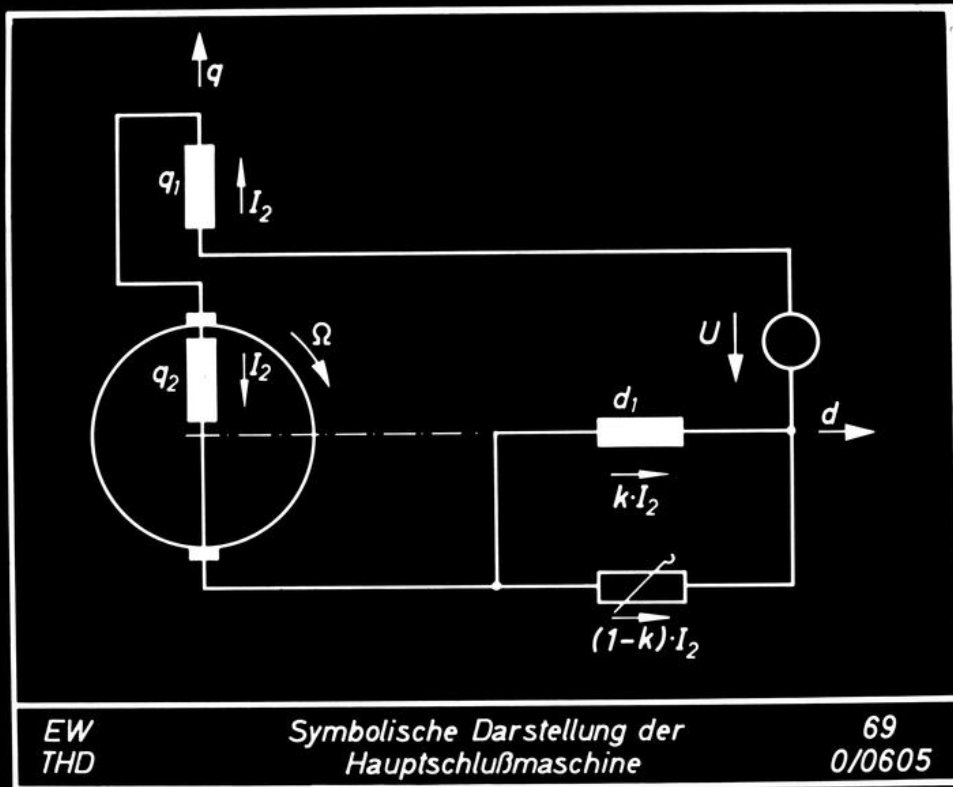 q
q₁
I₂
Ω
U
q₂
I₂
d₁
d
k·I₂
(1-k)·I₂
EW
THD
Symbolische Darstellung der
Hauptschlußmaschine
69
0/0605